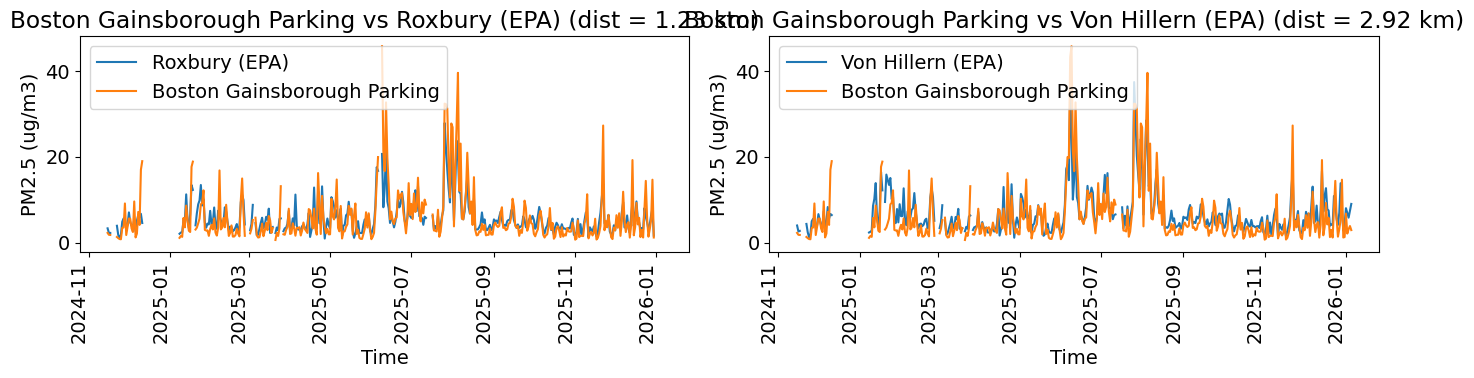 Boston Gainsborough Parking vs Roxbury (EPA) (dist = 1.23 km)
PM2.5 (ug/m3)
40
20
0
Roxbury (EPA)
Boston Gainsborough Parking
2024-11
2025-01
2025-03
2025-05
2025-07
2025-09
2025-11
2026-01
Time
Boston Gainsborough Parking vs Von Hillern (EPA) (dist = 2.92 km)
PM2.5 (ug/m3)
40
20
0
Von Hillern (EPA)
Boston Gainsborough Parking
2024-11
2025-01
2025-03
2025-05
2025-07
2025-09
2025-11
2026-01
Time